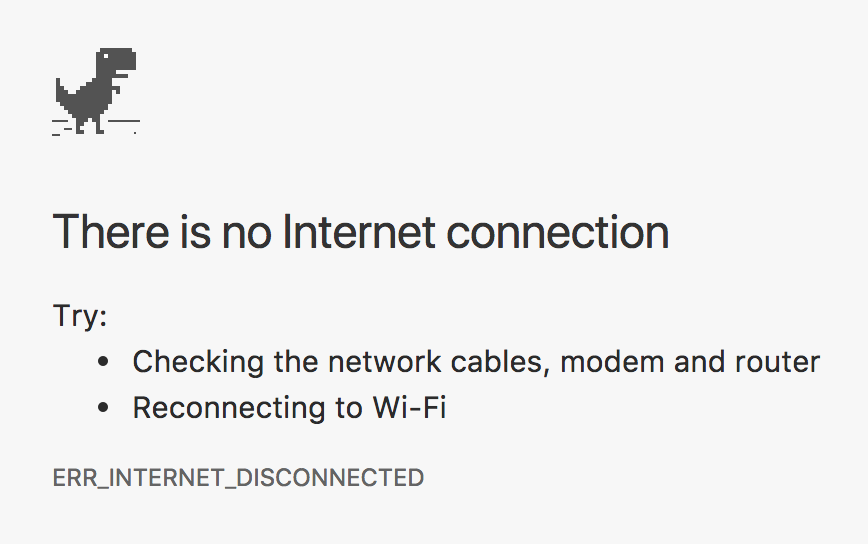 There is no Internet connection
Try:
• Checking the network cables, modem and router
• Reconnecting to Wi-Fi
ERR_INTERNET_DISCONNECTED